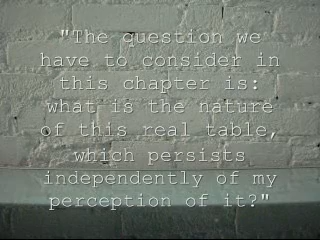 "The question we
have to consider in
this chapter is:
what is the nature
of this real table,
which persists
independently of my
perception of it?"